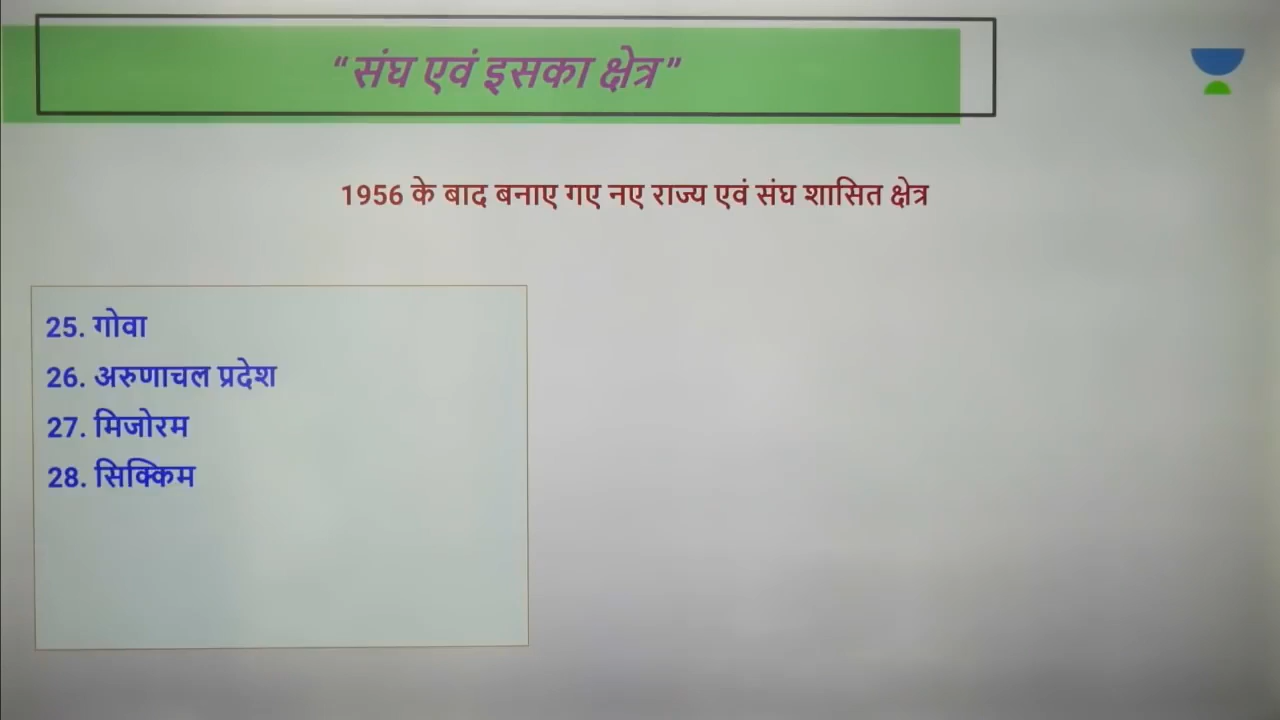 “संघ एवं इसका क्षेत्र”
1956 के बाद बनाए गए नए राज्य एवं संघ शासित क्षेत्र
25. गोवा
26. अरुणाचल प्रदेश
27. मिजोरम
28. सिक्किम